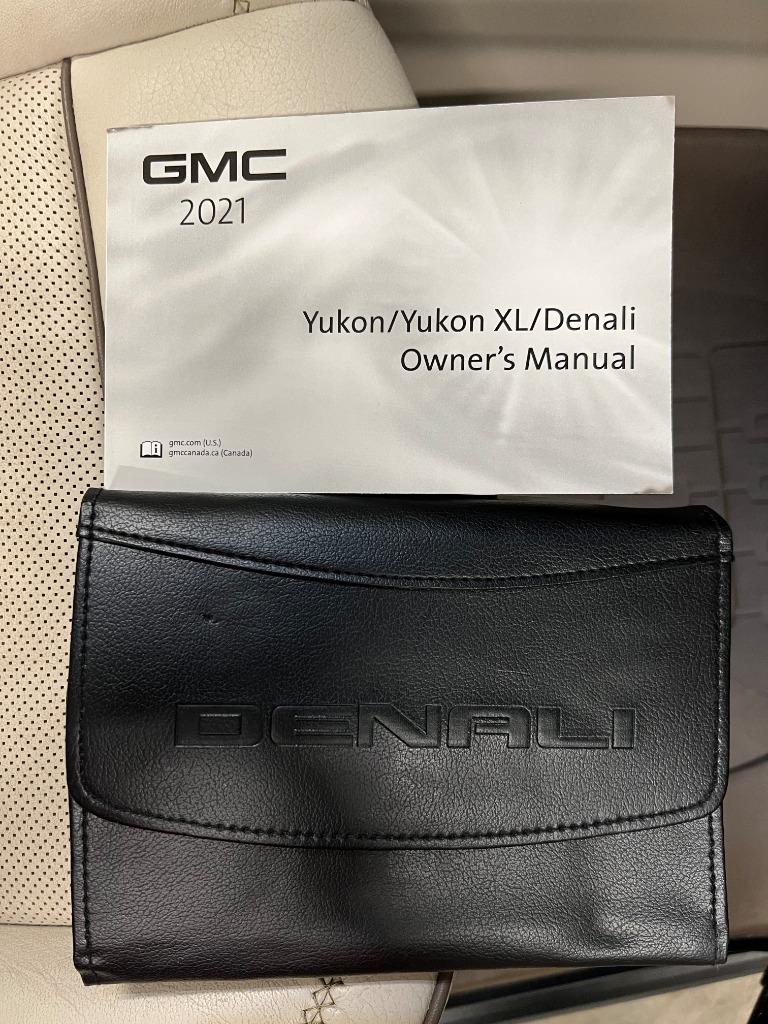 GMC
2021
Yukon/Yukon XL/Denali
Owner's Manual
gmc.com (U.S.)
gmccanada.ca (Canada)
DENALI